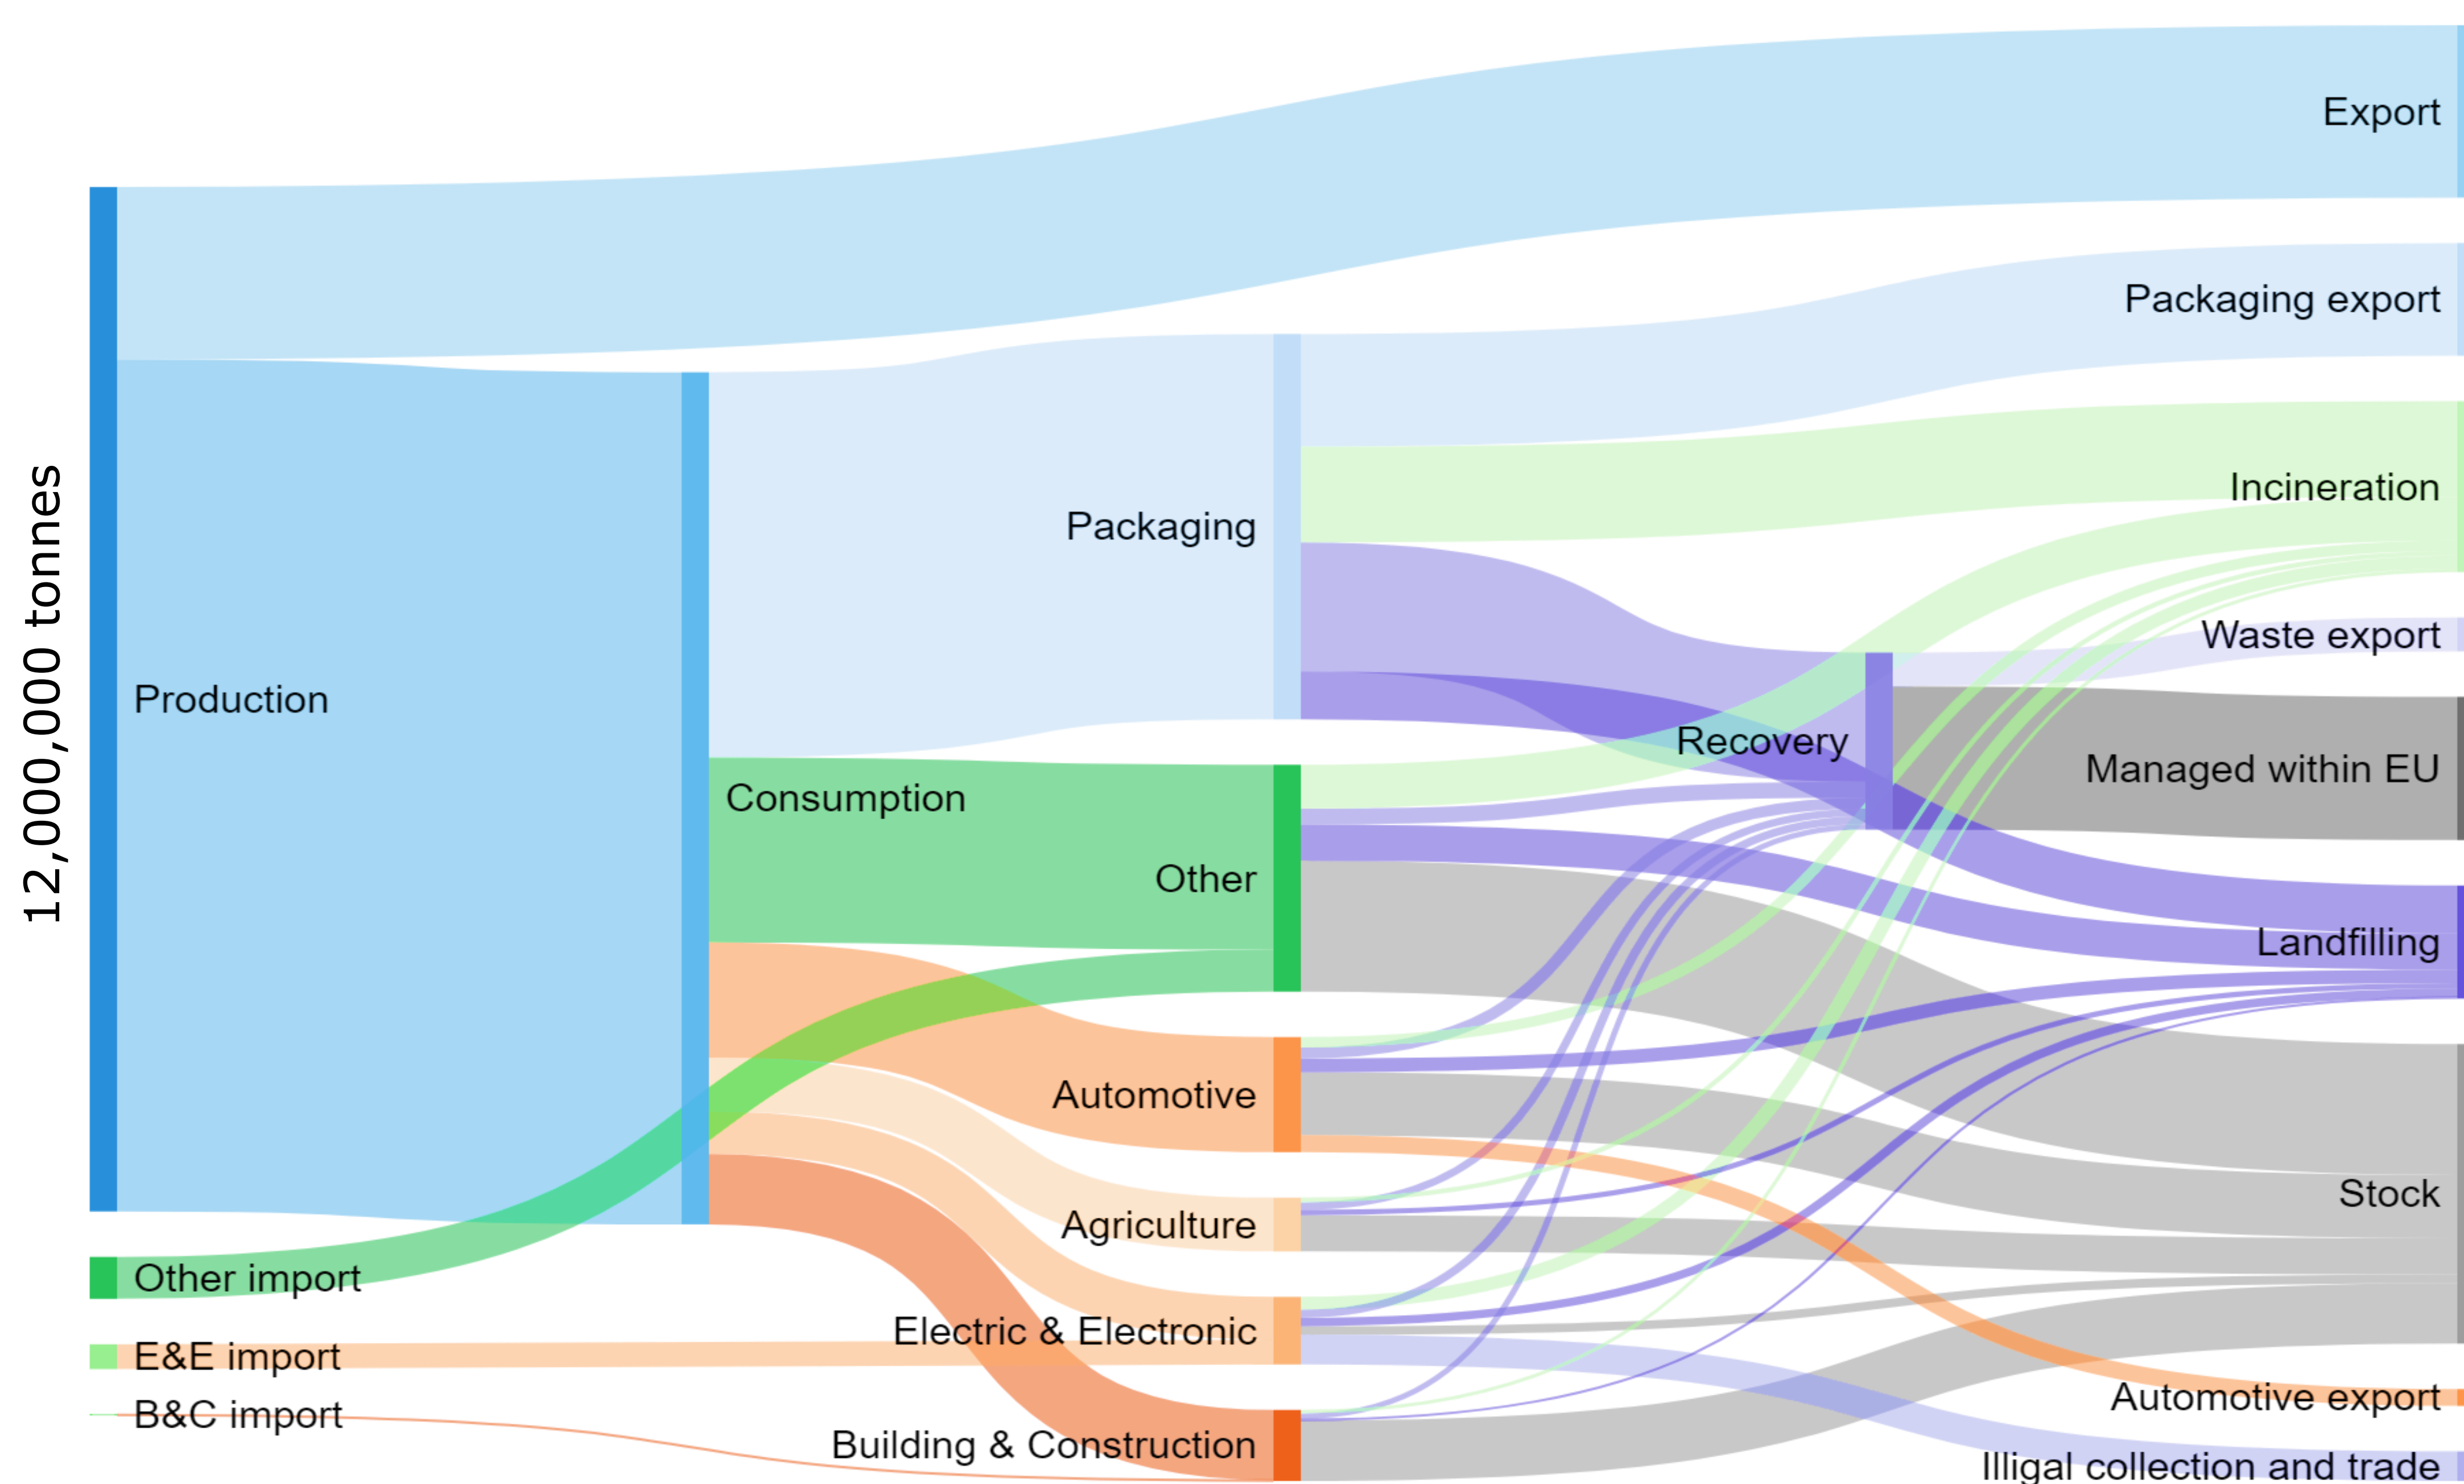 12,000,000 tonnes
Production
Other import
E&E import
B&C import
Consumption
Packaging
Other
Automotive
Agriculture
Electric & Electronic
Building & Construction
Recovery
Export
Packaging export
Incineration
Waste export
Managed within EU
Landfilling
Stock
Automotive export
Illigal collection and trade